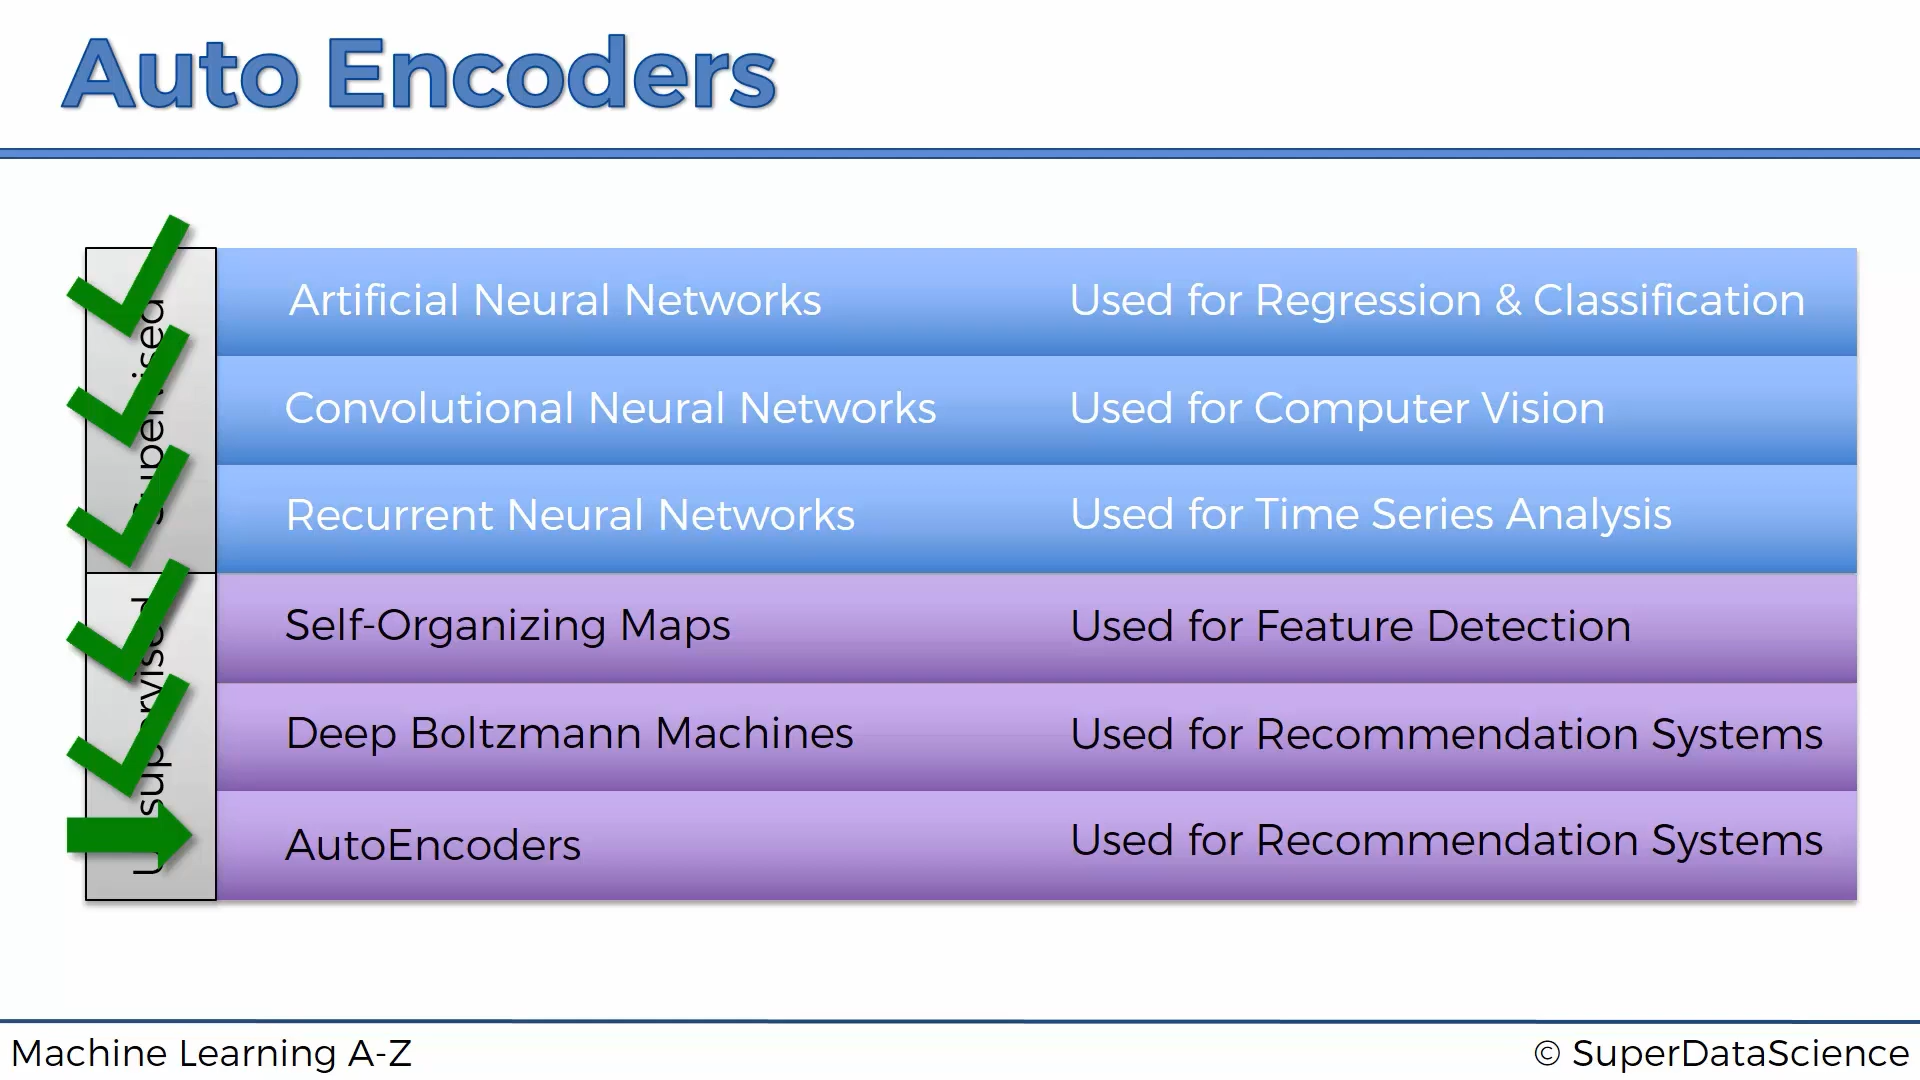 Auto Encoders
Supervised
Artificial Neural Networks Used for Regression & Classification
Convolutional Neural Networks Used for Computer Vision
Recurrent Neural Networks Used for Time Series Analysis
Unsupervised
Self-Organizing Maps Used for Feature Detection
Deep Boltzmann Machines Used for Recommendation Systems
AutoEncoders Used for Recommendation Systems
Machine Learning A-Z © SuperDataScience